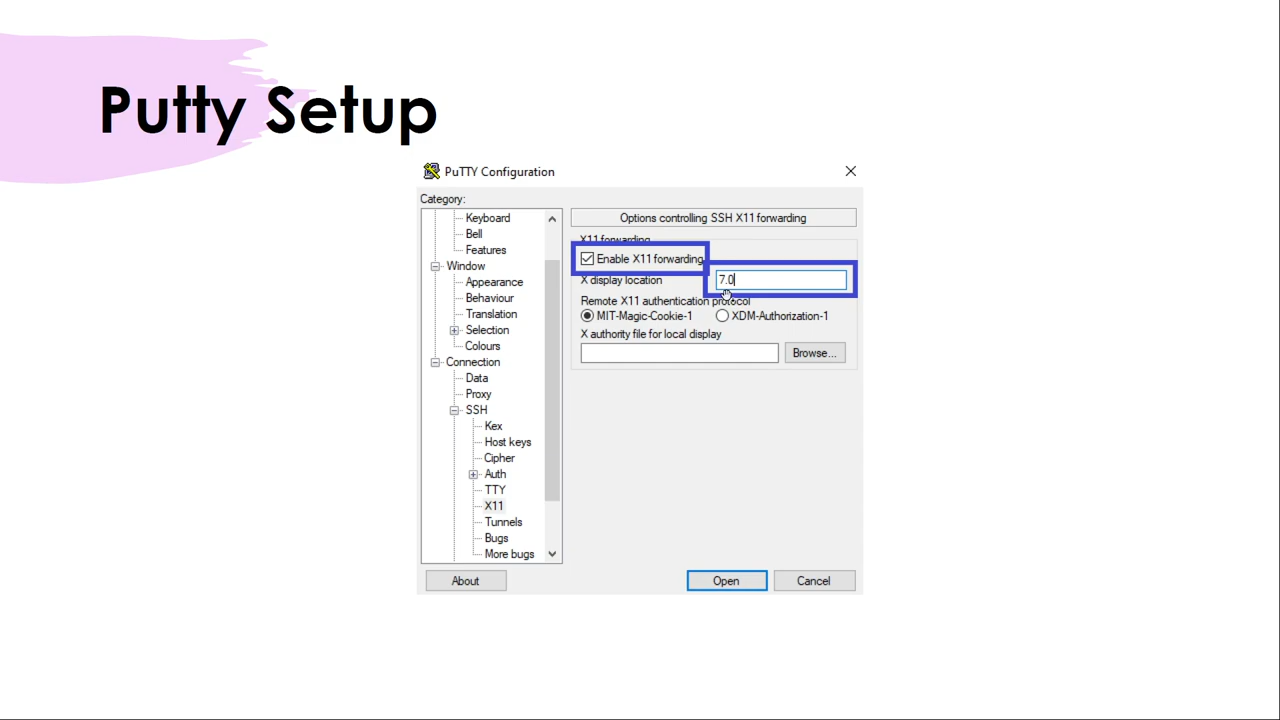 Putty Setup
PuTTY Configuration
Category:
Keyboard
Bell
Features
Window
Appearance
Behaviour
Translation
Selection
Colours
Connection
Data
Proxy
SSH
Kex
Host keys
Cipher
Auth
TTY
X11
Tunnels
Bugs
More bugs
Options controlling SSH X11 forwarding
X11 forwarding
Enable X11 forwarding
X display location 7.0
Remote X11 authentication protocol
MIT-Magic-Cookie-1 XDM-Authorization-1
X authority file for local display
Browse...
About Open Cancel